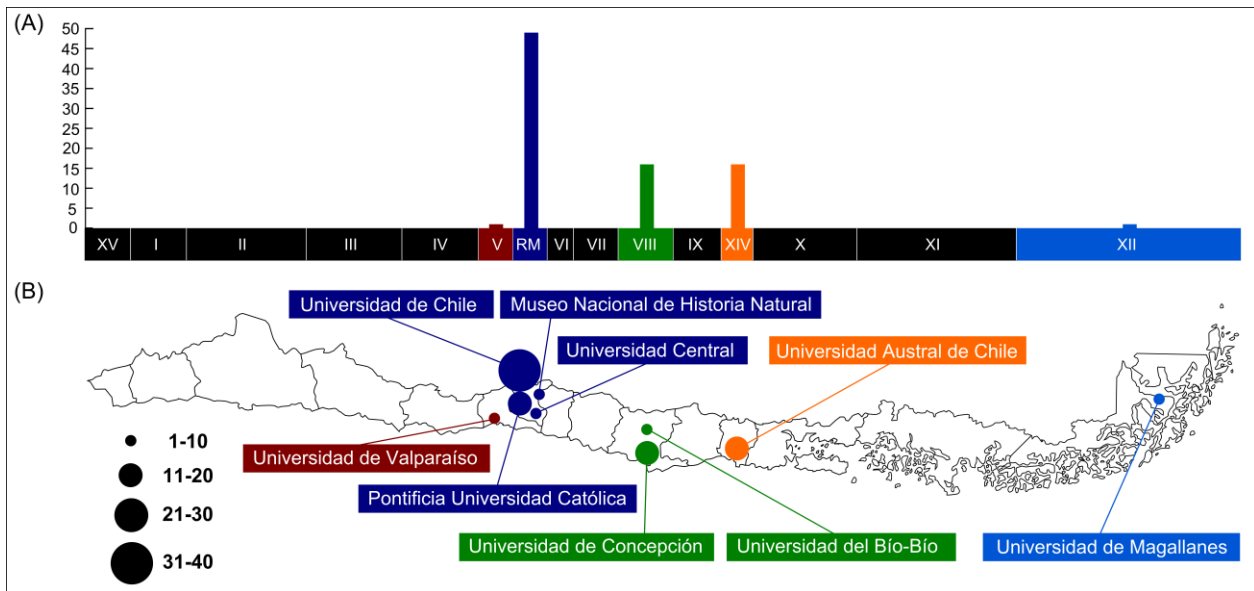 (A)
50
45
40
35
30
25
20
15
10
5
0
XV I II III IV V RM VI VII VIII IX XIV X XI XII
(B)
Universidad de Chile
Museo Nacional de Historia Natural
Universidad Central
Universidad Austral de Chile
1-10
11-20
21-30
31-40
Universidad de Valparaíso
Pontificia Universidad Católica
Universidad de Concepción
Universidad del Bío-Bío
Universidad de Magallanes